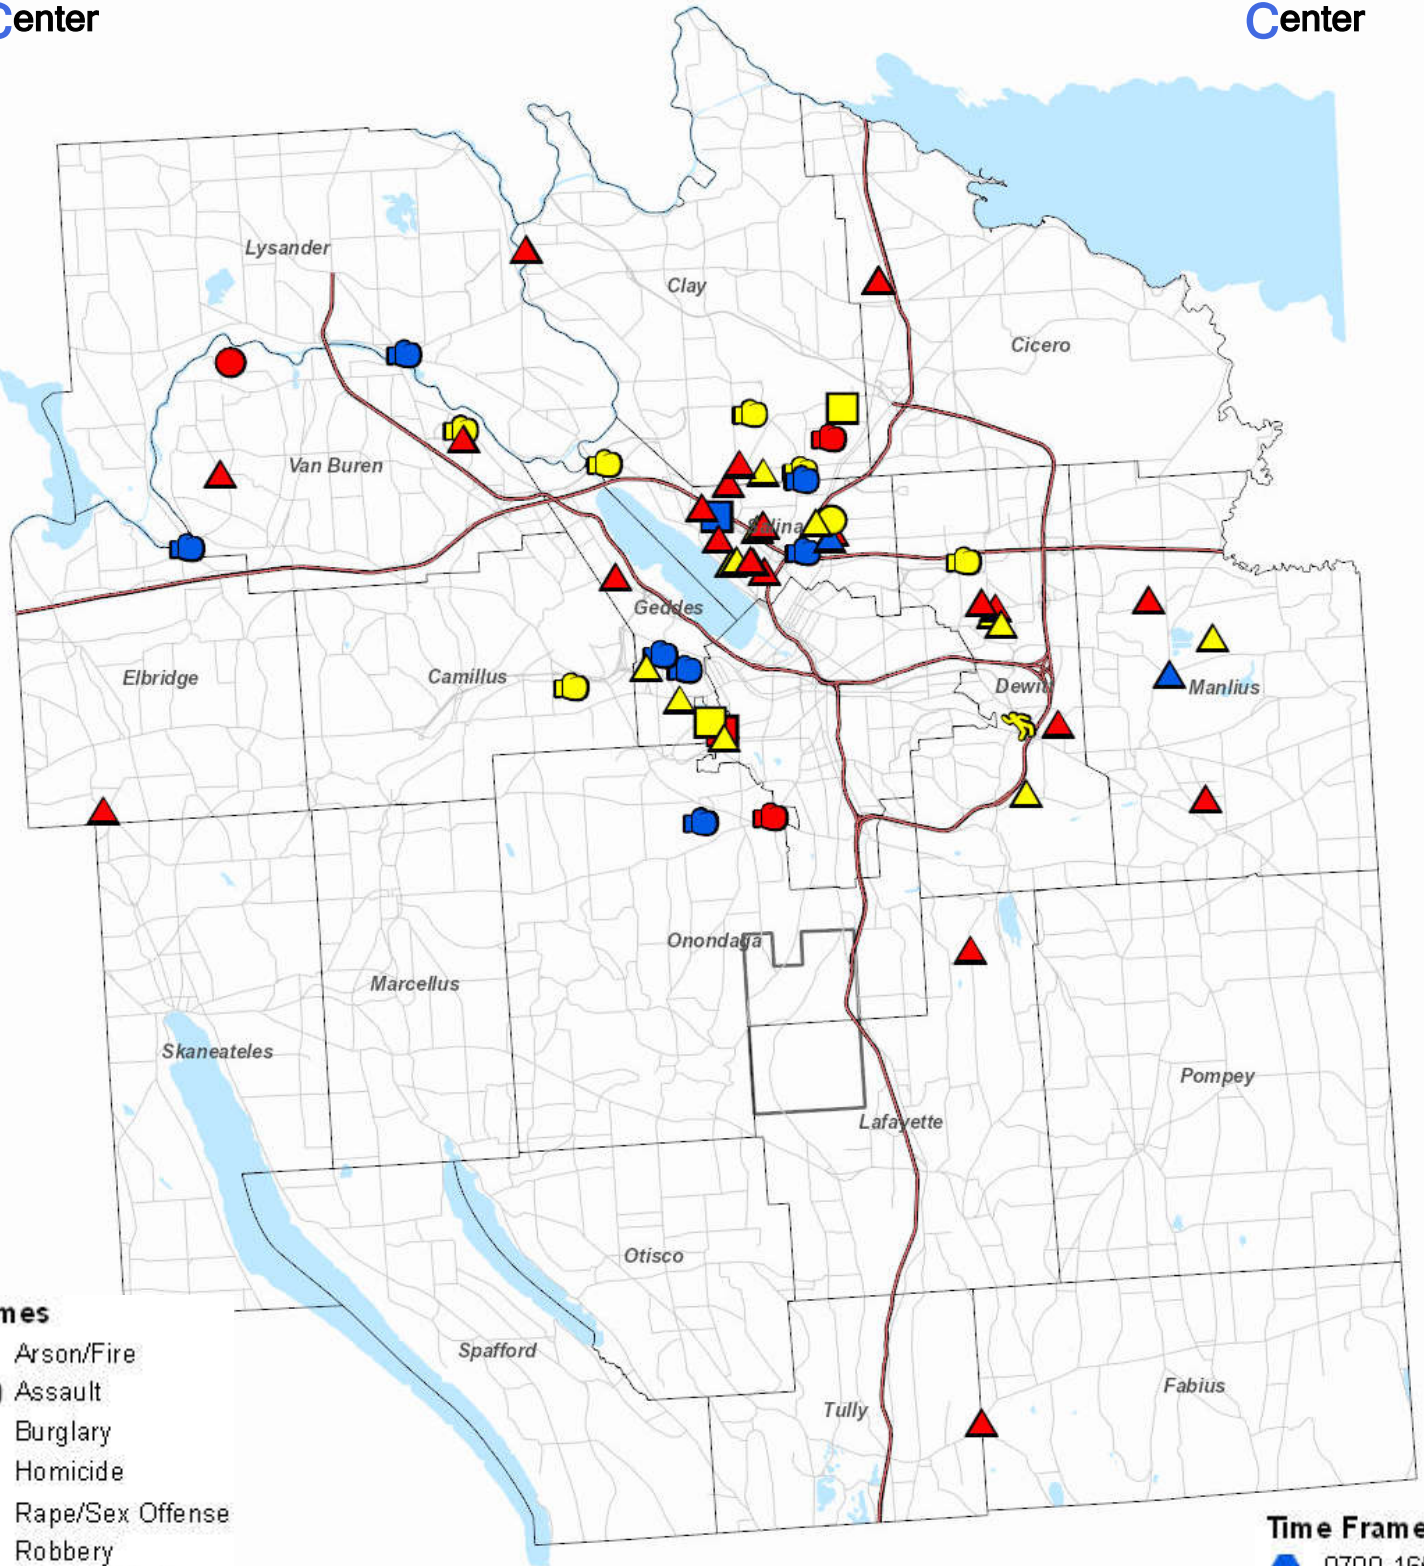 Center
Center
Lysander
Clay
Cicero
Van Buren
Salina
Geddes
Elbridge
Camillus
Dewitt
Manlius
Onondaga
Marcellus
Skaneateles
Pompey
Lafayette
Otisco
Spafford
Fabius
Tully
mes
Arson/Fire
Assault
Burglary
Homicide
Rape/Sex Offense
Robbery
Time Frame